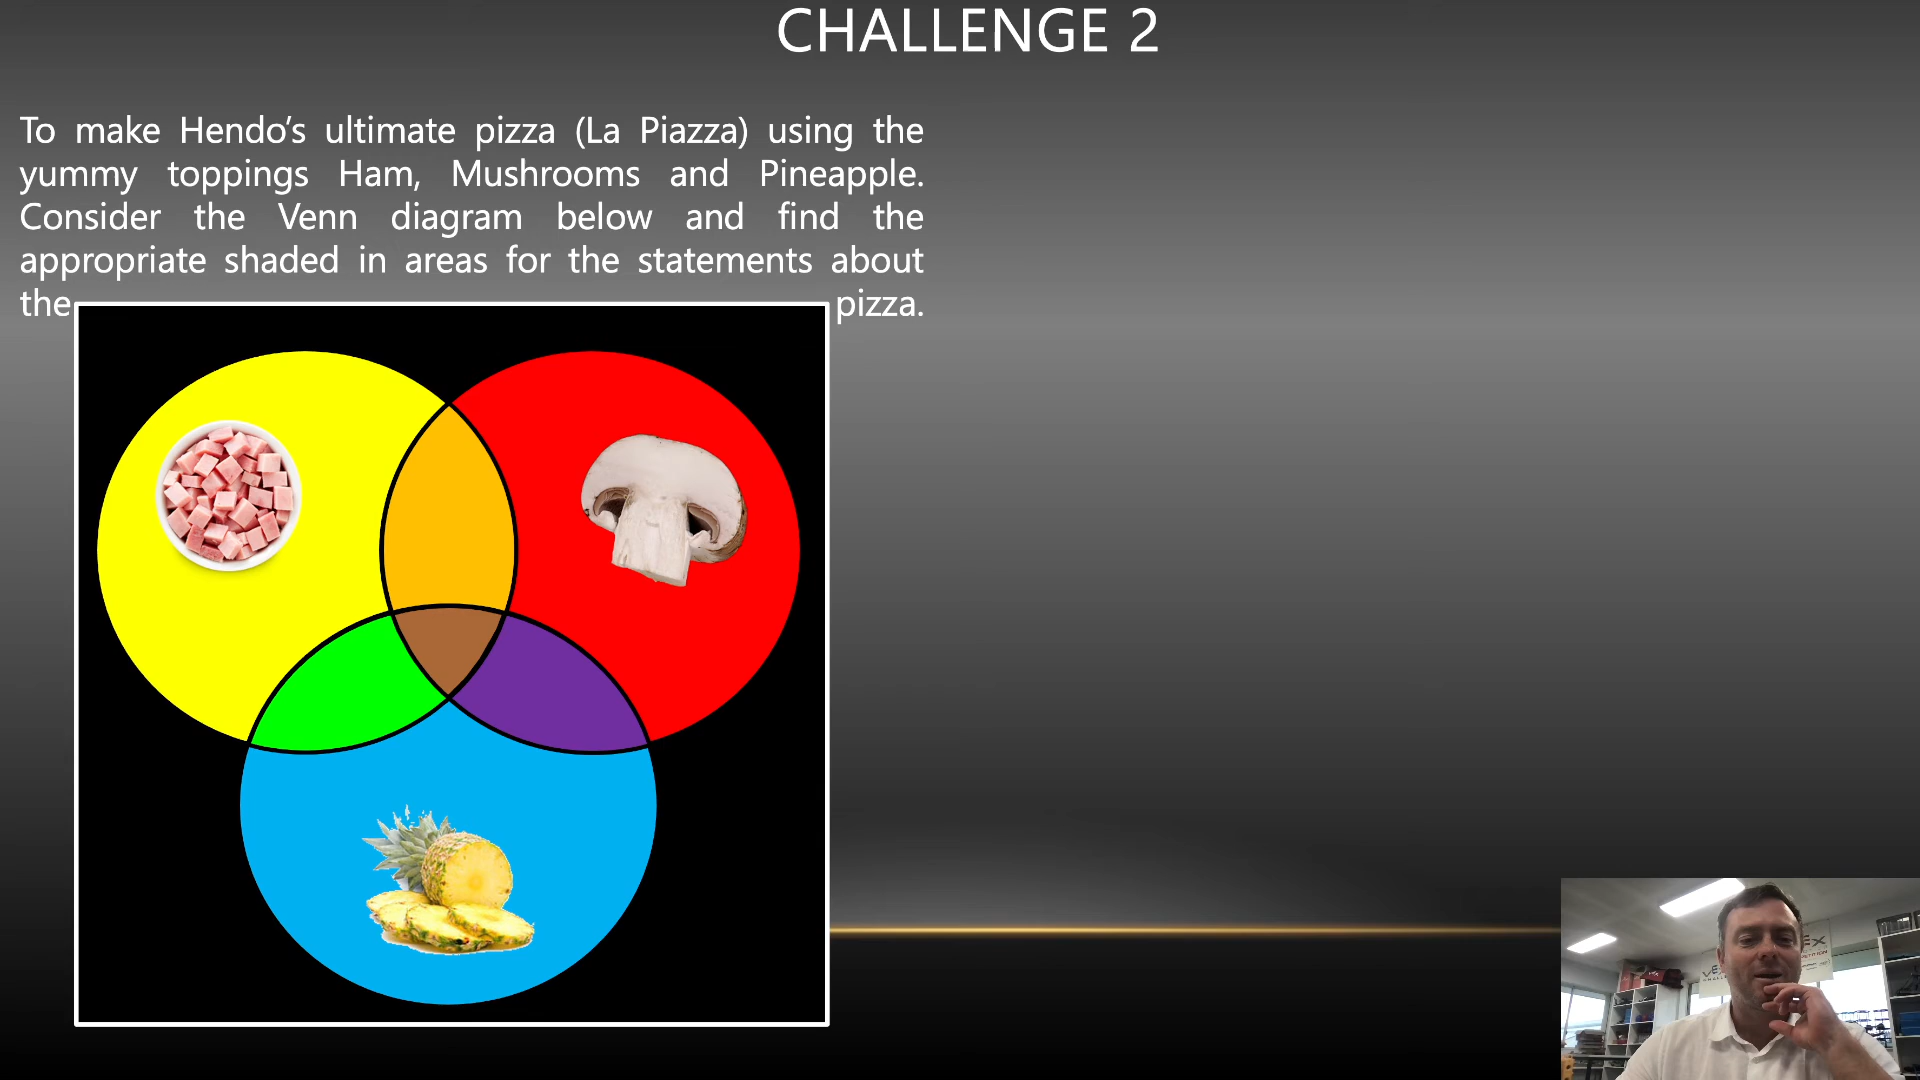 CHALLENGE 2
To make Hendo’s ultimate pizza (La Piazza) using the
yummy toppings Ham, Mushrooms and Pineapple.
Consider the Venn diagram below and find the
appropriate shaded in areas for the statements about
the pizza.